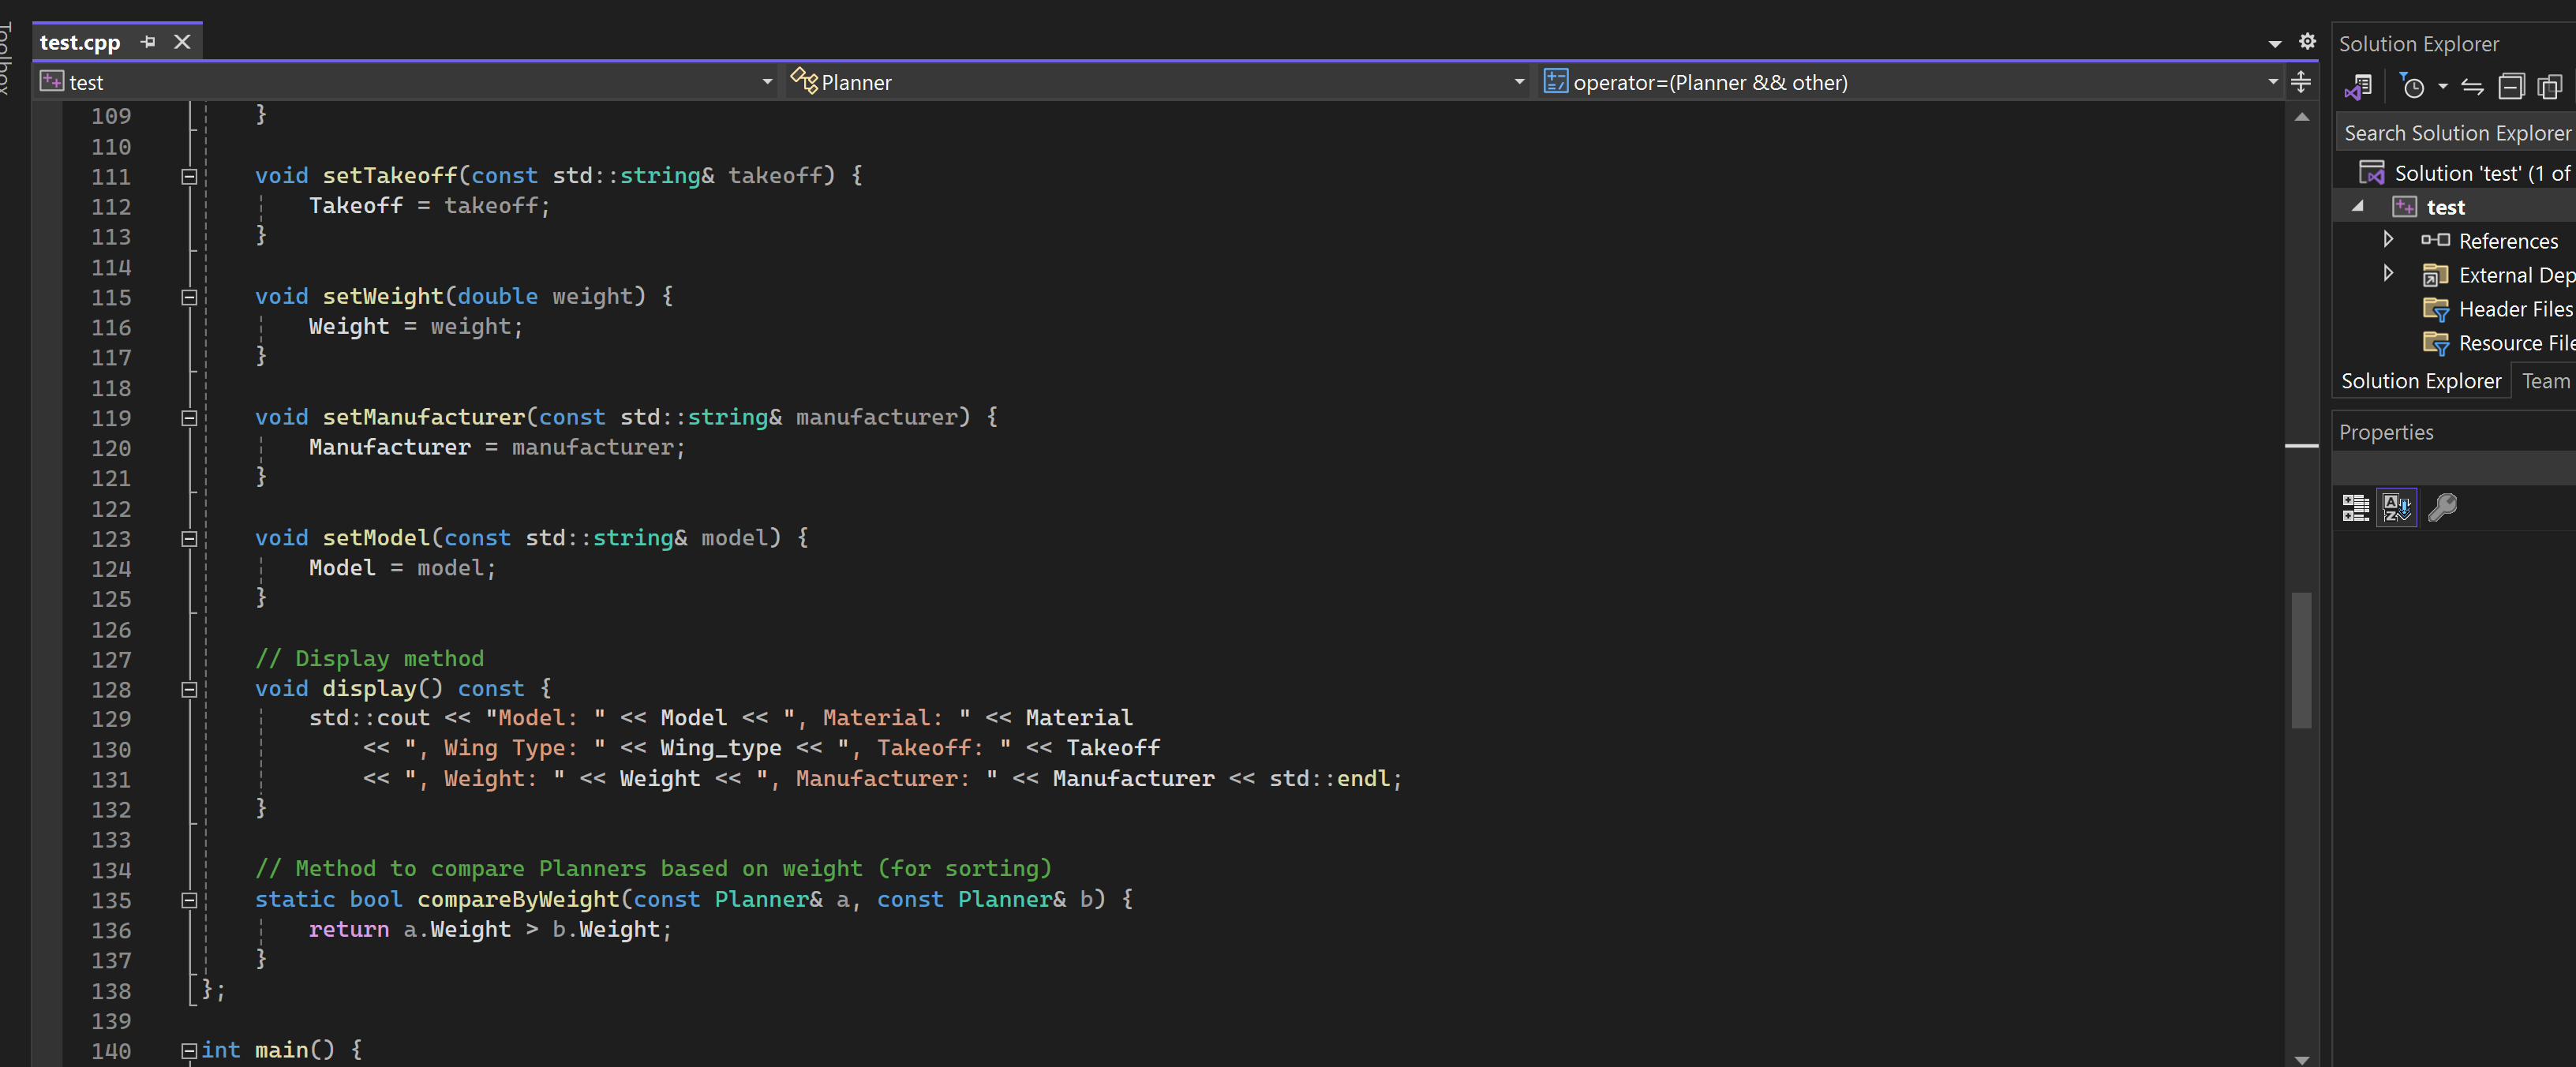 Toolbox
test.cpp
test
Planner
operator=(Planner && other)
109 }
110
111 void setTakeoff(const std::string& takeoff) {
112 Takeoff = takeoff;
113 }
114
115 void setWeight(double weight) {
116 Weight = weight;
117 }
118
119 void setManufacturer(const std::string& manufacturer) {
120 Manufacturer = manufacturer;
121 }
122
123 void setModel(const std::string& model) {
124 Model = model;
125 }
126
127 // Display method
128 void display() const {
129 std::cout << "Model: " << Model << ", Material: " << Material
130 << ", Wing Type: " << Wing_type << ", Takeoff: " << Takeoff
131 << ", Weight: " << Weight << ", Manufacturer: " << Manufacturer << std::endl;
132 }
133
134 // Method to compare Planners based on weight (for sorting)
135 static bool compareByWeight(const Planner& a, const Planner& b) {
136 return a.Weight > b.Weight;
137 }
138 };
139
140 int main() {
Solution Explorer
Search Solution Explorer
Solution 'test' (1 of
test
References
External Dep
Header Files
Resource File
Solution Explorer
Team
Properties